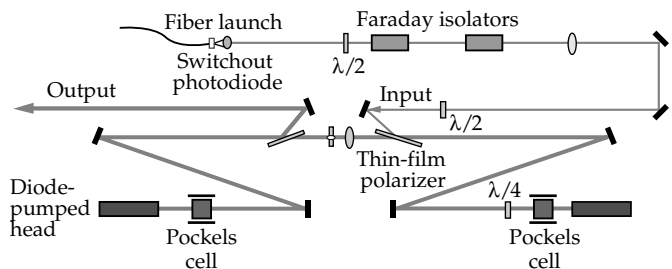 Fiber launch
Faraday isolators
Switchout
photodiode
λ/2
Output
Input
λ/2
Thin-film
polarizer
Diode-
pumped
head
λ/4
Pockels
cell
Pockels
cell